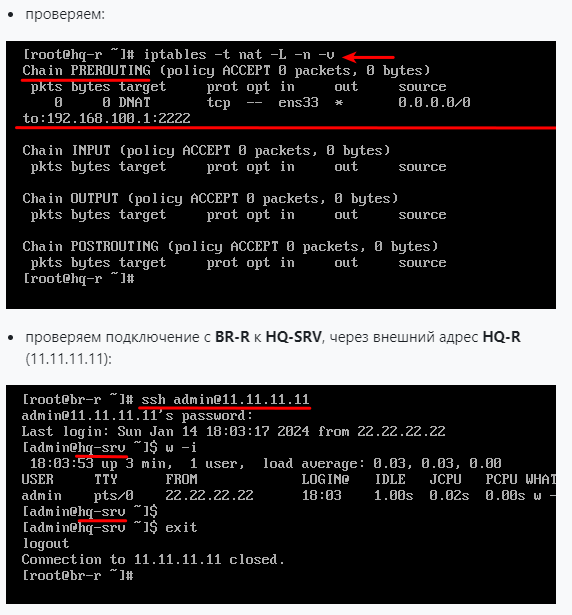 проверяем:
[root@hq-r ~]# iptables -t nat -L -n -v
Chain PREROUTING (policy ACCEPT 0 packets, 0 bytes)
pkts bytes target prot opt in out source
0 0 DNAT tcp -- ens33 * 0.0.0.0/0
to:192.168.100.1:2222
Chain INPUT (policy ACCEPT 0 packets, 0 bytes)
pkts bytes target prot opt in out source
Chain OUTPUT (policy ACCEPT 0 packets, 0 bytes)
pkts bytes target prot opt in out source
Chain POSTROUTING (policy ACCEPT 0 packets, 0 bytes)
pkts bytes target prot opt in out source
[root@hq-r ~]#
проверяем подключение с BR-R к HQ-SRV, через внешний адрес HQ-R
(11.11.11.11):
[root@br-r ~]# ssh admin@11.11.11.11
admin@11.11.11.11's password:
Last login: Sun Jan 14 18:03:17 2024 from 22.22.22.22
[admin@hq-srv ~]$ w -i
18:03:53 up 3 min, 1 user, load average: 0.03, 0.03, 0.00
USER TTY FROM LOGIN@ IDLE JCPU PCPU WHAT
admin pts/0 22.22.22.22 18:03 1.00s 0.02s 0.00s w -
[admin@hq-srv ~]$
[admin@hq-srv ~]$ exit
logout
Connection to 11.11.11.11 closed.
[root@br-r ~]#